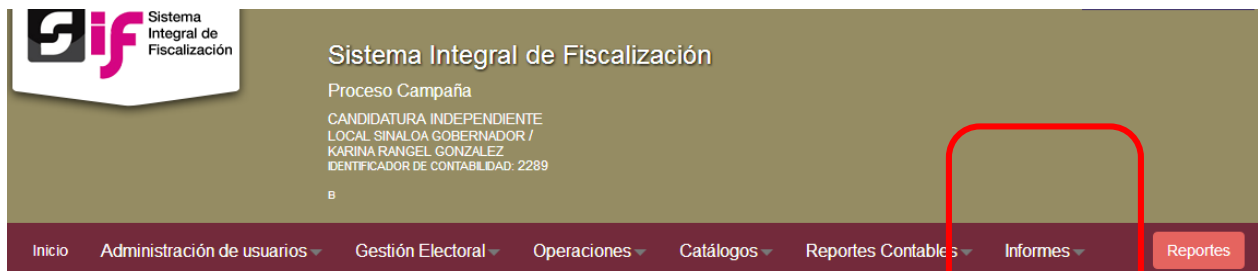 Sif Sistema
Integral de
Fiscalización
Sistema Integral de Fiscalización
Proceso Campaña
CANDIDATURA INDEPENDIENTE
LOCAL SINALOA GOBERNADOR /
KARINA RANGEL GONZALEZ
IDENTIFICADOR DE CONTABILIDAD: 2289
B
Inicio Administración de usuarios Gestión Electoral Operaciones Catálogos Reportes Contables Informes Reportes